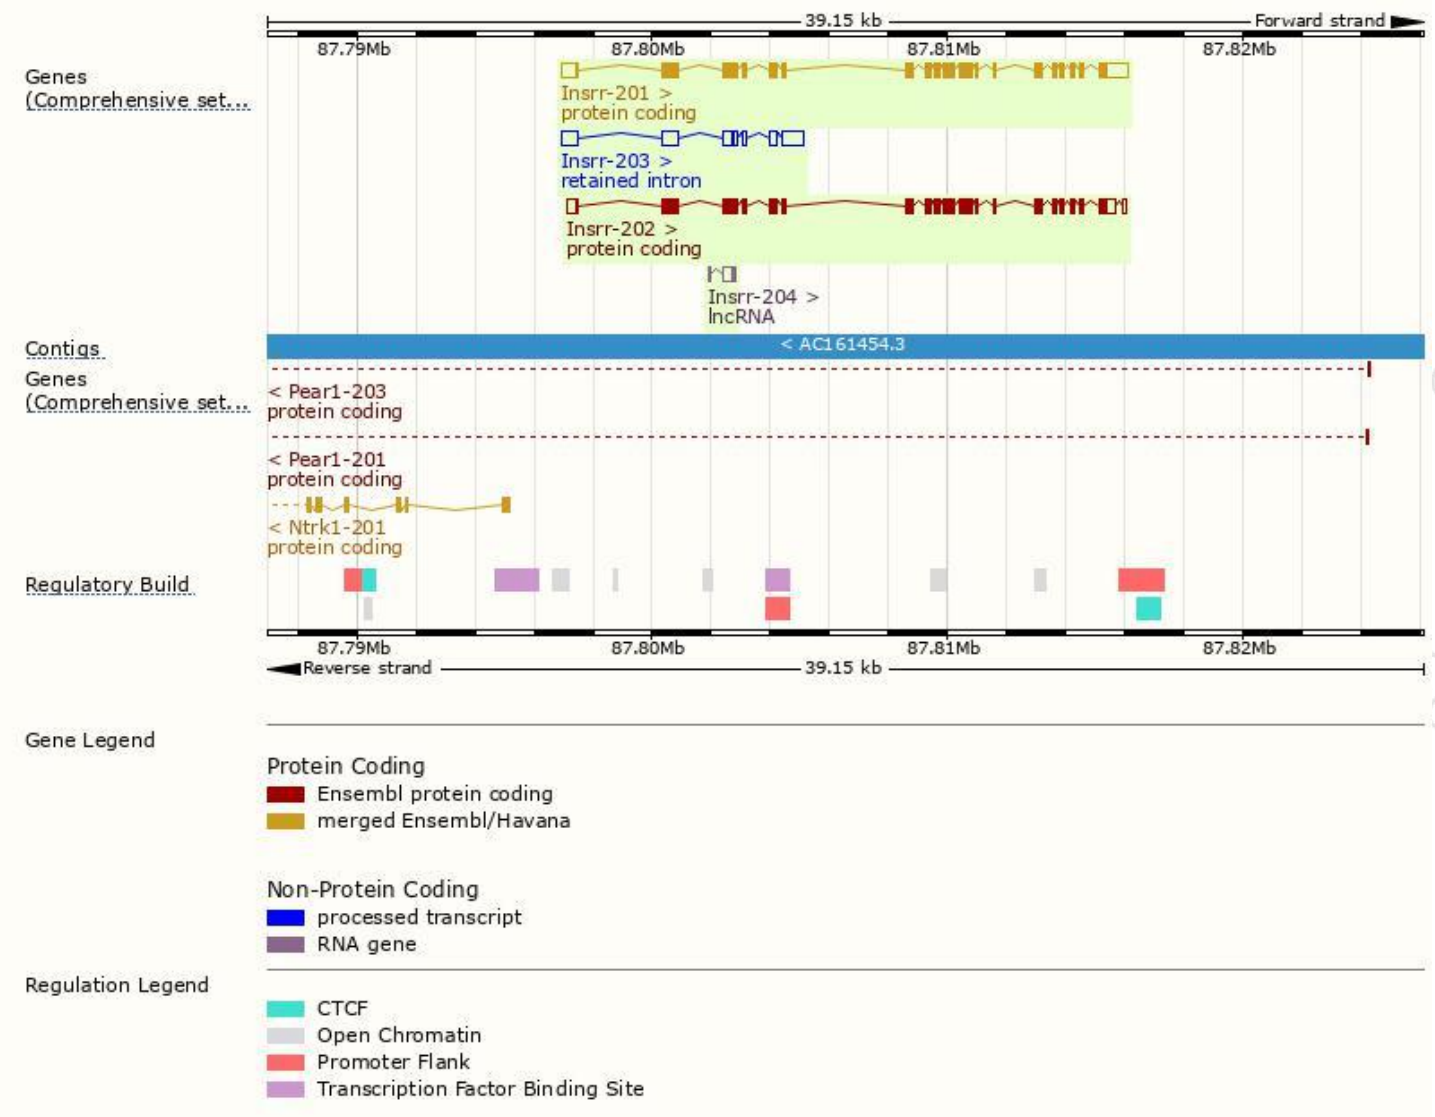 39.15 kb
Forward strand
87.79Mb
87.80Mb
87.81Mb
87.82Mb
Genes
(Comprehensive set...
Insrr-201 >
protein coding
Insrr-203 >
retained intron
Insrr-202 >
protein coding
Insrr-204 >
lncRNA
Contigs
< AC161454.3
Genes
(Comprehensive set...
< Pear1-203
protein coding
< Pear1-201
protein coding
< Ntrk1-201
protein coding
Regulatory Build
87.79Mb
87.80Mb
87.81Mb
87.82Mb
Reverse strand
39.15 kb
Gene Legend
Protein Coding
Ensembl protein coding
merged Ensembl/Havana
Non-Protein Coding
processed transcript
RNA gene
Regulation Legend
CTCF
Open Chromatin
Promoter Flank
Transcription Factor Binding Site